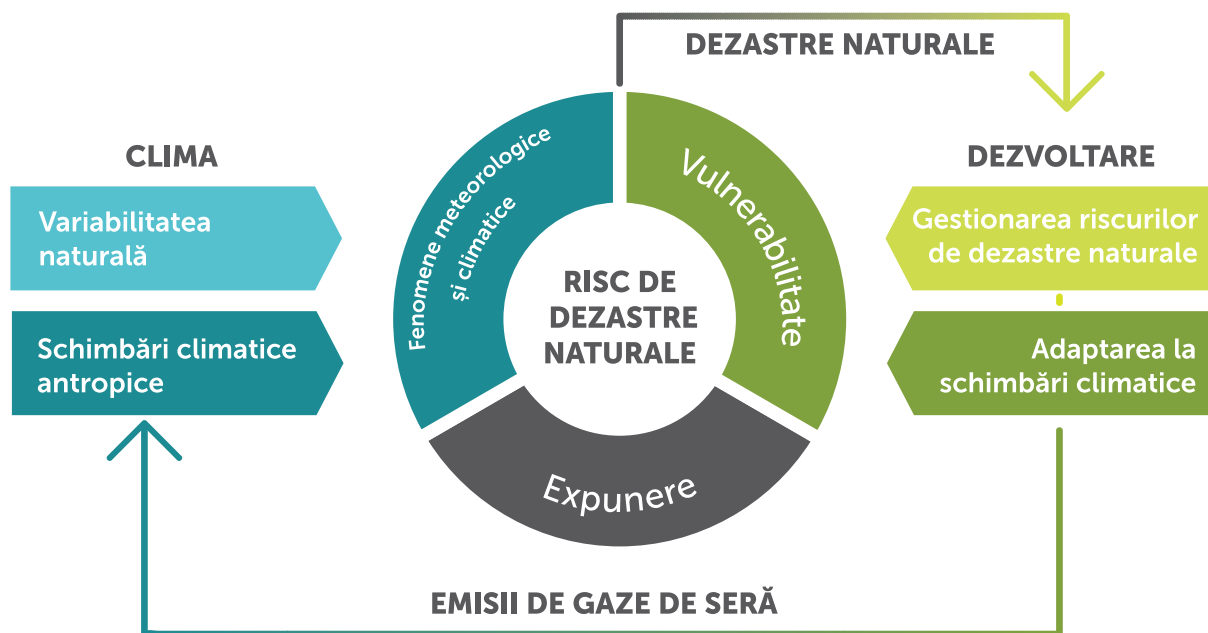 DEZASTRE NATURALE
CLIMA
Variabilitatea
naturală
Schimbări climatice
antropice
Fenomene meteorologice
și climatice
Vulnerabilitate
Expunere
RISC DE
DEZASTRE
NATURALE
DEZVOLTARE
Gestionarea riscurilor
de dezastre naturale
Adaptarea la
schimbări climatice
EMISII DE GAZE DE SERĂ